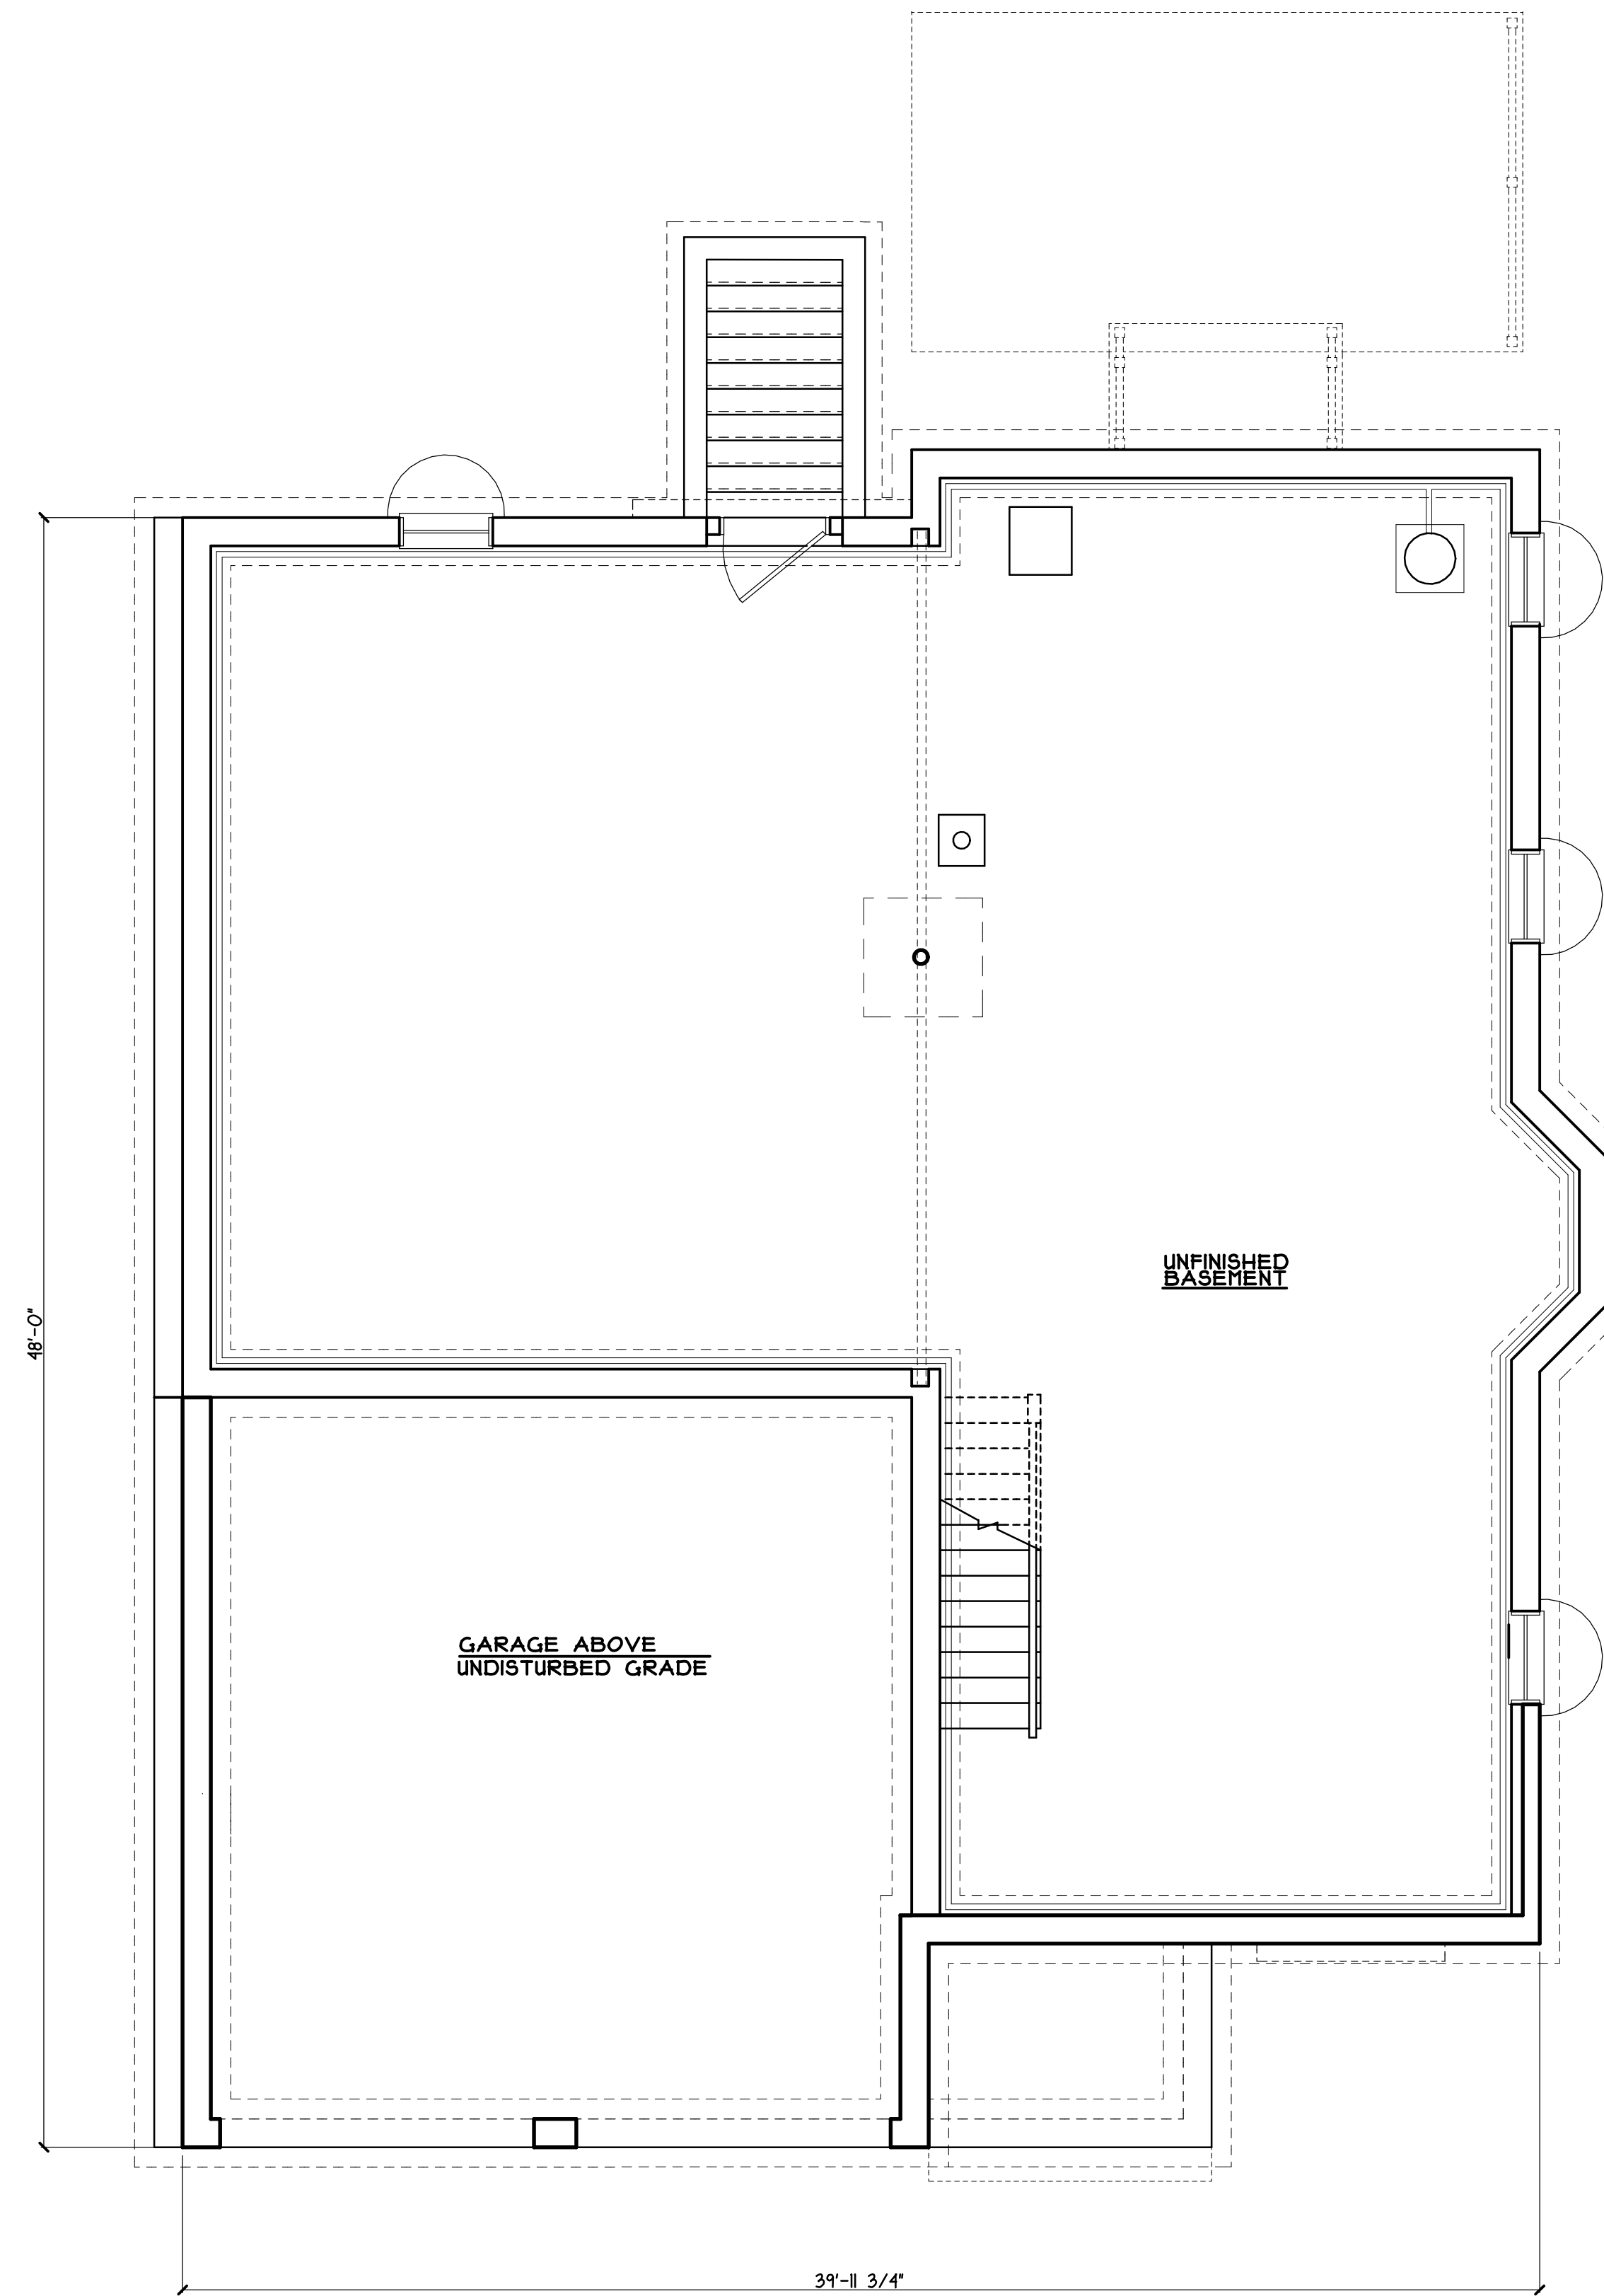 48'-0"
UNFINISHED
BASEMENT
GARAGE ABOVE
UNDISTURBED GRADE
39'-11 3/4"